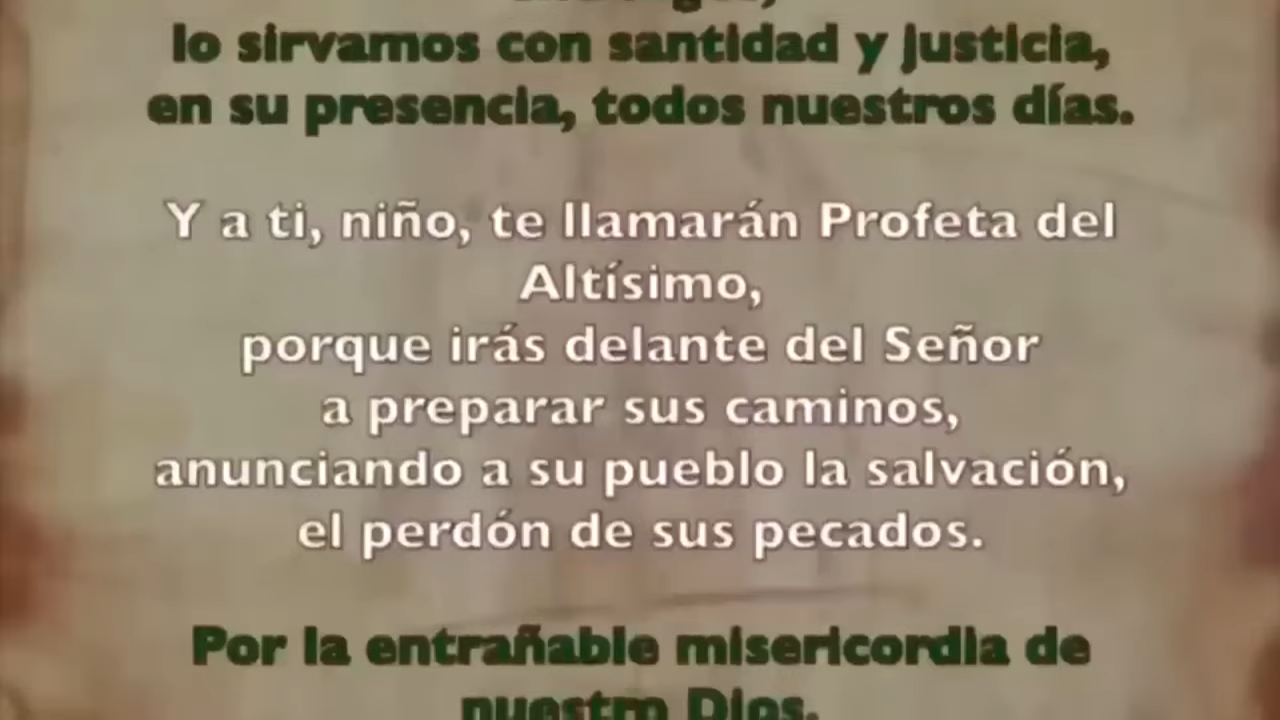 lo sirvamos con santidad y justicia,
en su presencia, todos nuestros días.
Y a ti, niño, te llamarán Profeta del
Altísimo,
porque irás delante del Señor
a preparar sus caminos,
anunciando a su pueblo la salvación,
el perdón de sus pecados.
Por la entrañable misericordia de
nuestro Dios,